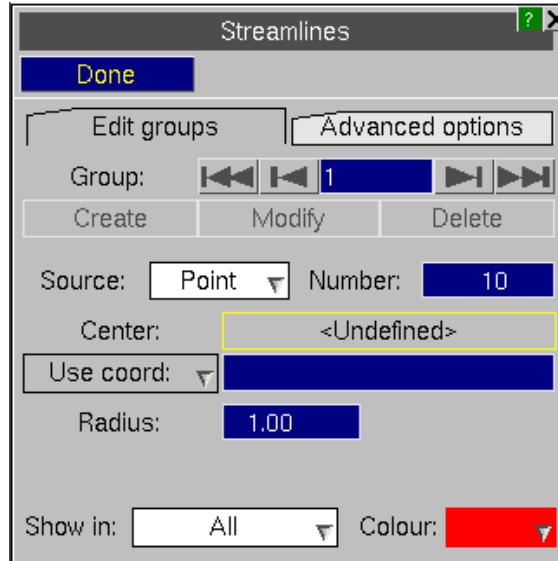 Streamlines ?
Done
Edit groups Advanced options
Group: 1
Create Modify Delete
Source: Point Number: 10
Center: <Undefined>
Use coord:
Radius: 1.00
Show in: All Colour: